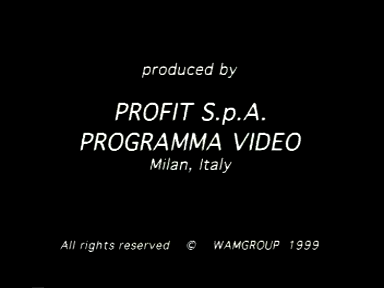 produced by
PROFIT S.p.A.
PROGRAMMA VIDEO
Milan, Italy
All rights reserved © WAMGROUP 1999